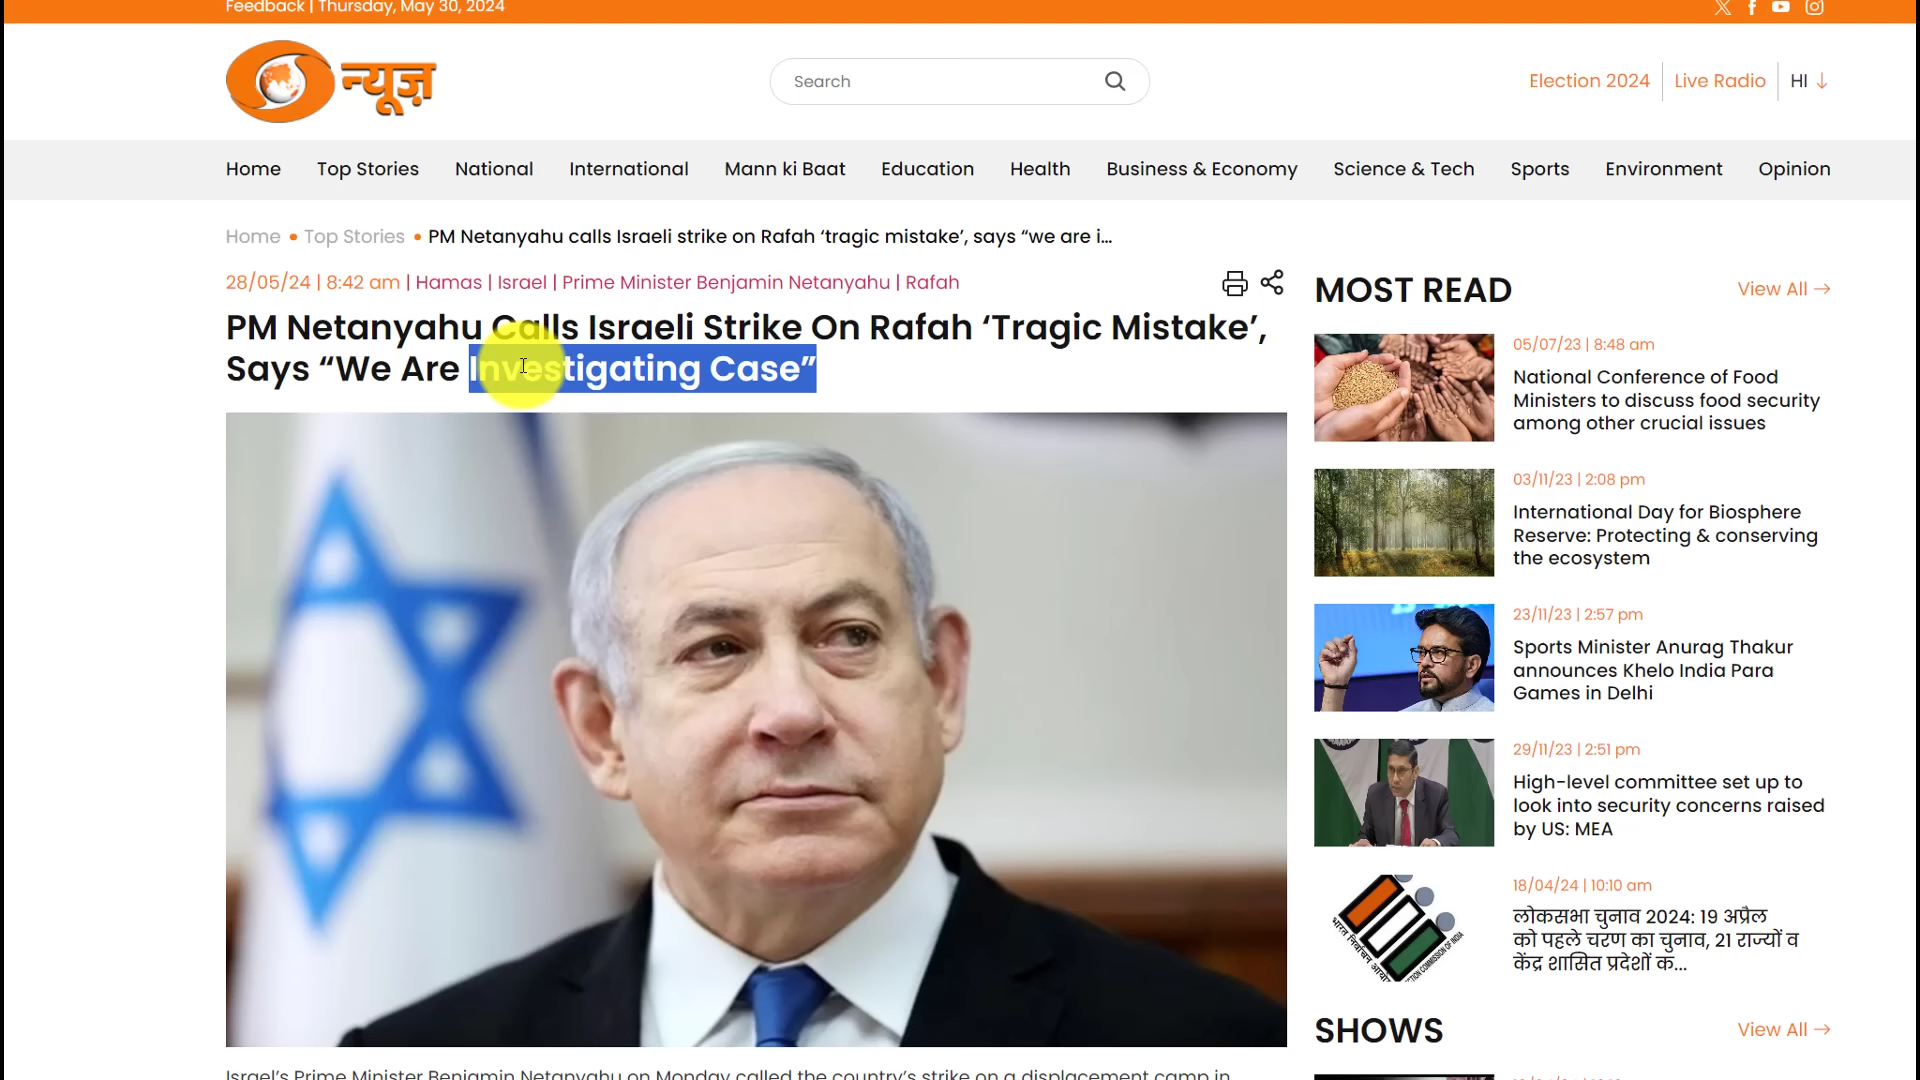 Feedback | Thursday, May 30, 2024
न्यूज़
Search
Election 2024
Live Radio
HI
Home
Top Stories
National
International
Mann ki Baat
Education
Health
Business & Economy
Science & Tech
Sports
Environment
Opinion
Home • Top Stories • PM Netanyahu calls Israeli strike on Rafah ‘tragic mistake’, says “we are i...
28/05/24 | 8:42 am | Hamas | Israel | Prime Minister Benjamin Netanyahu | Rafah
PM Netanyahu Calls Israeli Strike On Rafah ‘Tragic Mistake’,
Says “We Are Investigating Case”
Israel’s Prime Minister Benjamin Netanyahu on Monday called the country’s strike on a displacement camp in
MOST READ
View All
05/07/23 | 8:48 am
National Conference of Food
Ministers to discuss food security
among other crucial issues
03/11/23 | 2:08 pm
International Day for Biosphere
Reserve: Protecting & conserving
the ecosystem
23/11/23 | 2:57 pm
Sports Minister Anurag Thakur
announces Khelo India Para
Games in Delhi
29/11/23 | 2:51 pm
High-level committee set up to
look into security concerns raised
by US: MEA
18/04/24 | 10:10 am
लोकसभा चुनाव 2024: 19 अप्रैल
को पहले चरण का चुनाव, 21 राज्यों व
केंद्र शासित प्रदेशों क...
SHOWS
View All